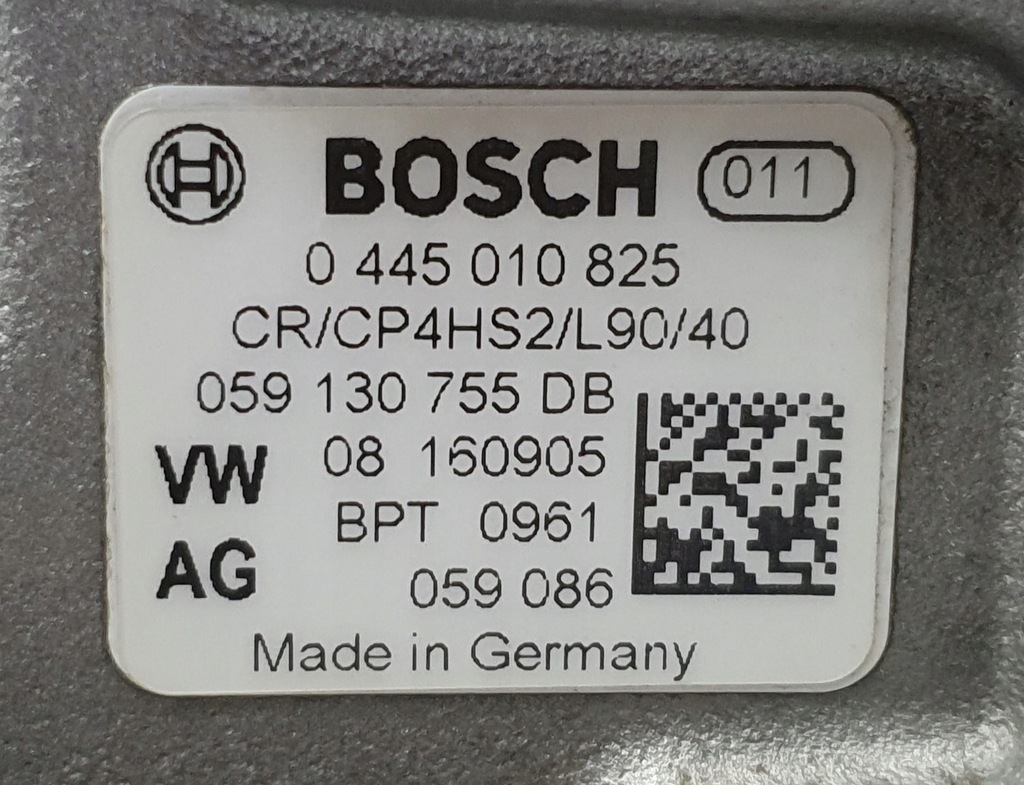 BOSCH 011
0 445 010 825
CR/CP4HS2/L90/40
059 130 755 DB
VW 08 160905
BPT 0961
AG 059 086
Made in Germany